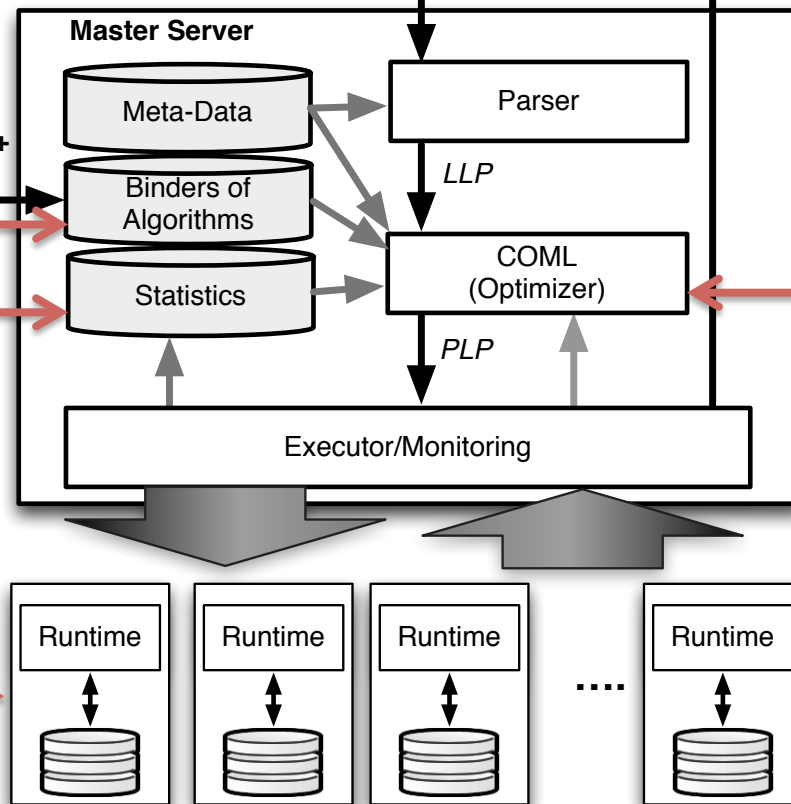 Master Server
Meta-Data
Parser
+
LLP
Binders of
Algorithms
COML
(Optimizer)
Statistics
PLP
Executor/Monitoring
Runtime
Runtime
Runtime
....
Runtime